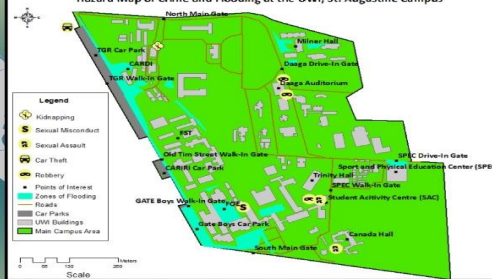 Hazard Map of Crime and Flooding at the UWI, St. Augustine Campus
North Main Gate
Milner Hall
TGR Car Park
CARDI
Daaga Drive-In Gate
TGR Walk-In Gate
Daaga Auditorium
Legend
Kidnapping
Sexual Misconduct
Sexual Assault
Car Theft
Robbery
Points of Interest
Zones of Flooding
Roads
Car Parks
UWI Buildings
Main Campus Area
FST
Old Tim Street Walk-In Gate
CARIRI Car Park
SPEC Drive-In Gate
Sport and Physical Education Center (SPE
Trinity Hall
SPEC Walk-In Gate
GATE Boys Walk-In Gate
FOE
Student Acitivity Centre (SAC)
Gate Boys Car Park
Canada Hall
South Main Gate
Meters
Scale